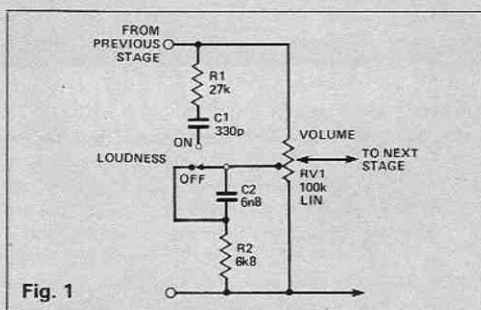 FROM
PREVIOUS
STAGE
R1
27k
C1
330p
ON
LOUDNESS
OFF
VOLUME
RV1
100k
LIN
TO NEXT
STAGE
C2
6n8
R2
6k8
Fig. 1